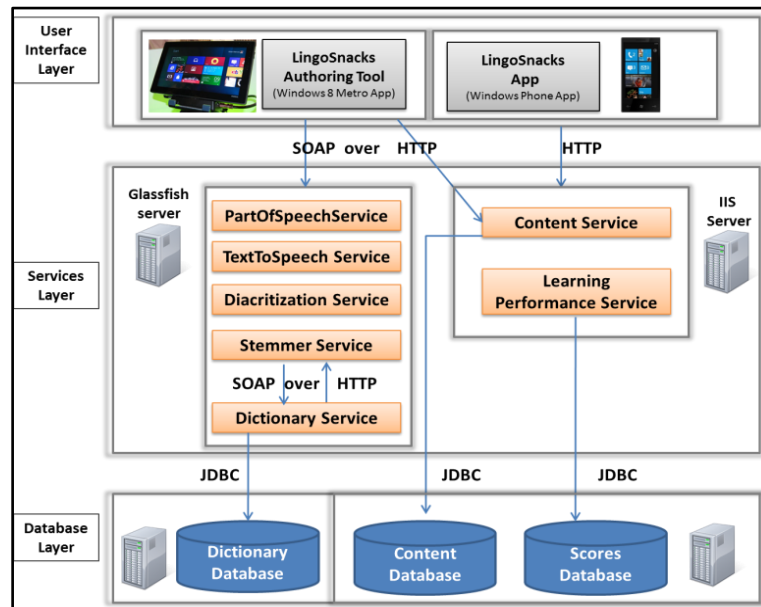 User
Interface
Layer
LingoSnacks
Authoring Tool
(Windows 8 Metro App)
LingoSnacks
App
(Windows Phone App)
SOAP over HTTP
HTTP
Glassfish
server
IIS
Server
Services
Layer
PartOfSpeechService
TextToSpeech Service
Diacritization Service
Stemmer Service
SOAP over HTTP
Dictionary Service
Content Service
Learning
Performance Service
JDBC
JDBC
JDBC
Database
Layer
Dictionary
Database
Content
Database
Scores
Database